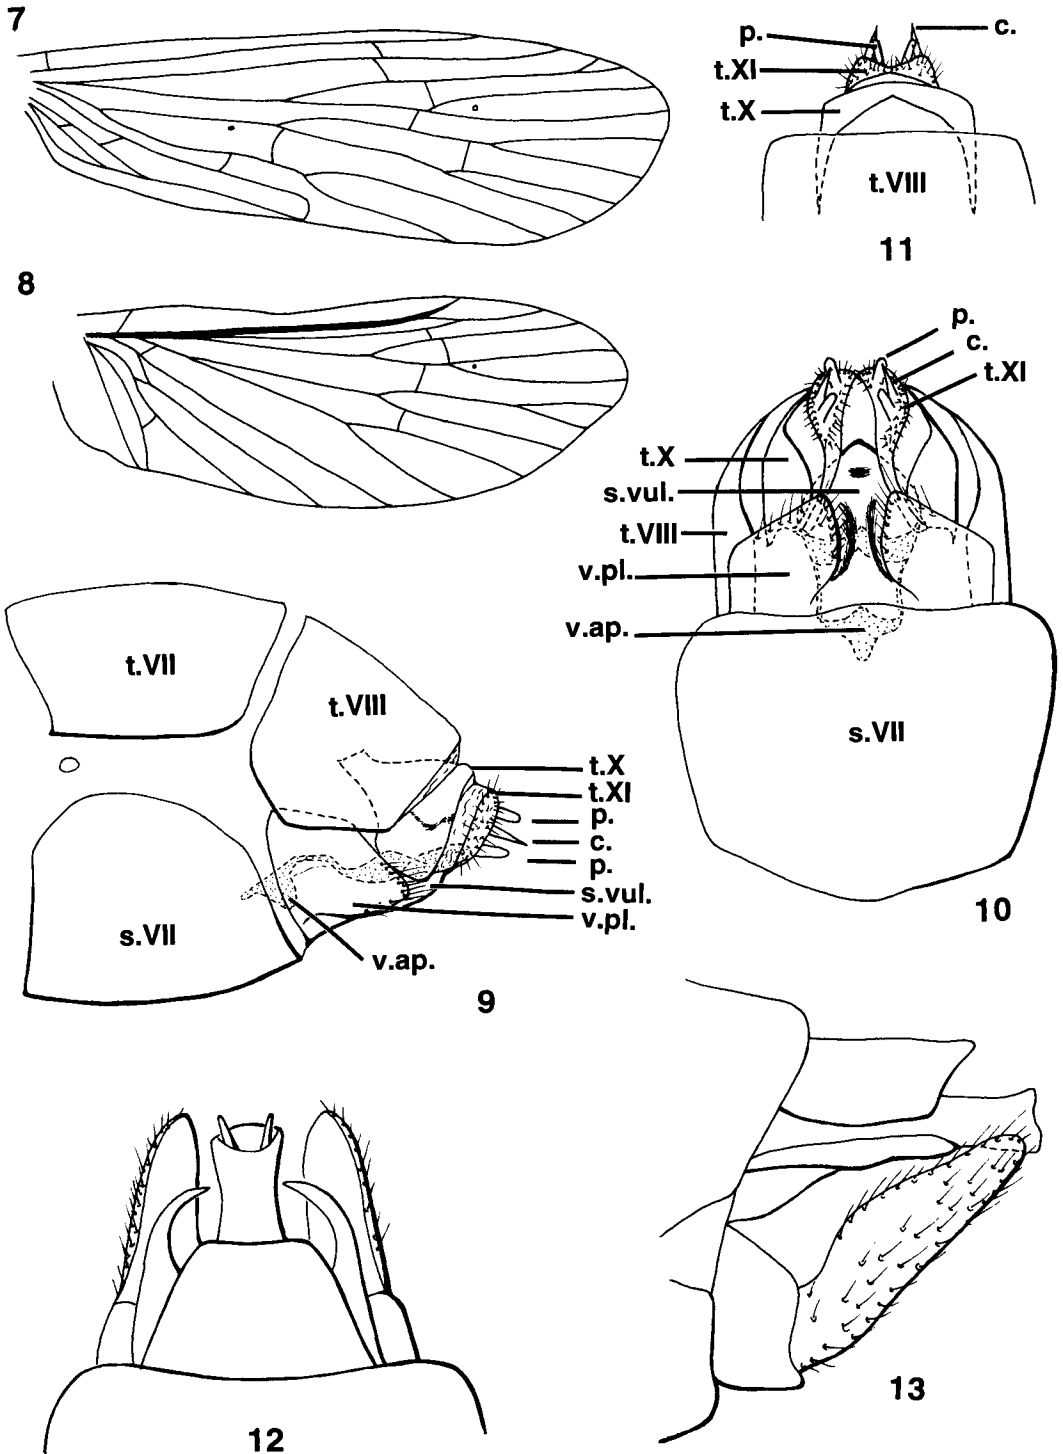 7
p.
c.
t.XI
t.X
t.VIII
11
8
p.
c.
t.XI
t.X
s.vul.
t.VIII
v.pl.
v.ap.
s.VII
10
t.VII
t.VIII
t.X
t.XI
p.
c.
p.
s.vul.
v.pl.
s.VII
v.ap.
9
12
13